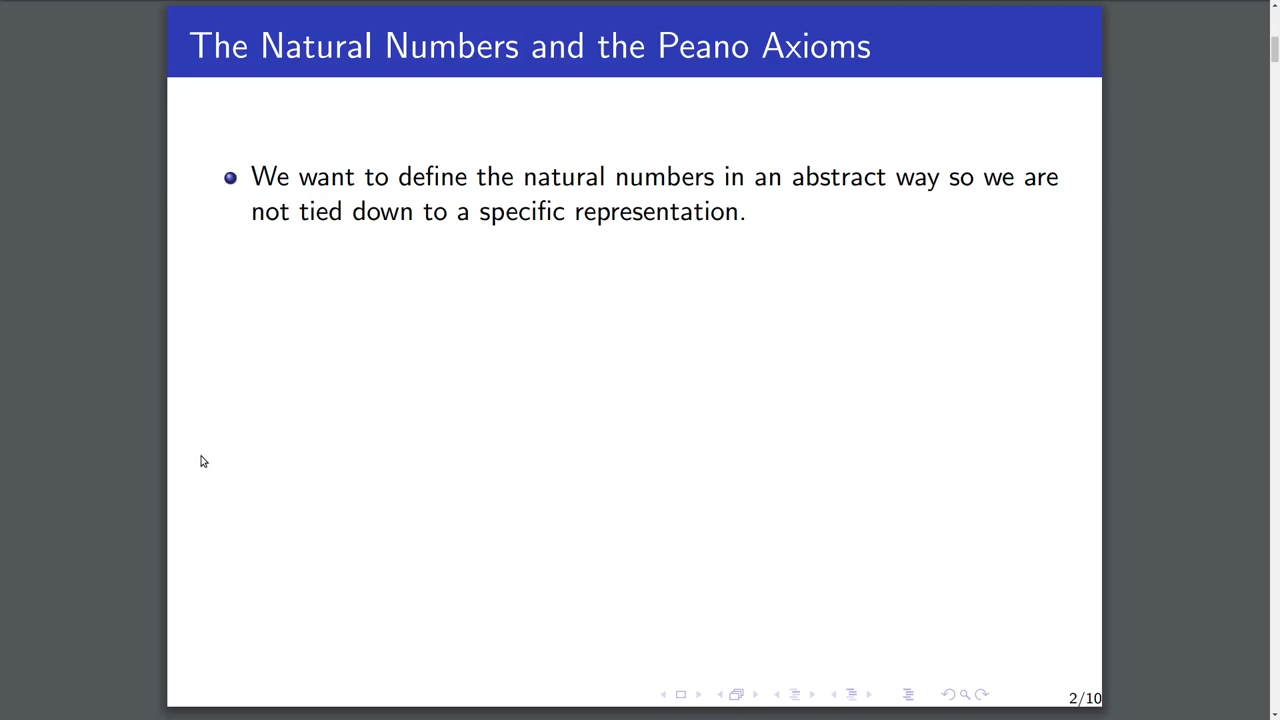 The Natural Numbers and the Peano Axioms
We want to define the natural numbers in an abstract way so we are
not tied down to a specific representation.
2/10